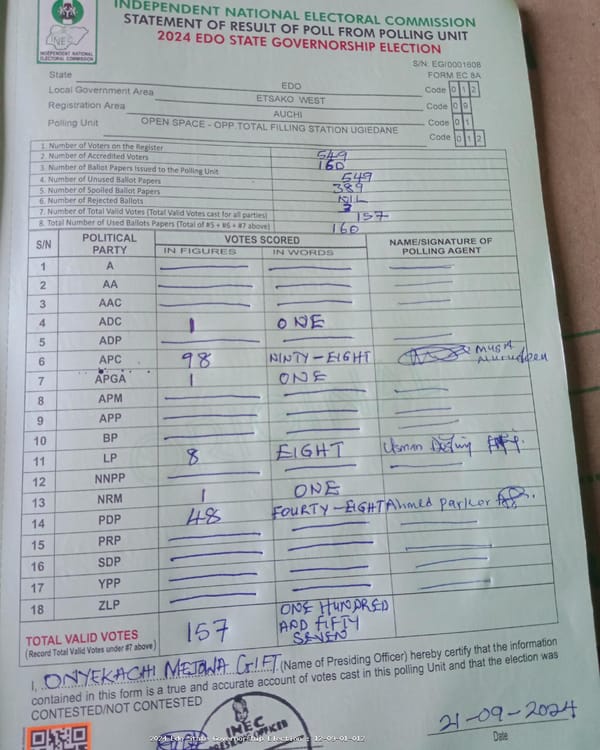 INDEPENDENT NATIONAL ELECTORAL COMMISSION
STATEMENT OF RESULT OF POLL FROM POLLING UNIT
2024 EDO STATE GOVERNORSHIP ELECTION
INEC
INDEPENDENT NATIONAL
ELECTORAL COMMISSION
S/N: EG/0001608
FORM EC 8A
State EDO Code 0 1 2
Local Government Area ETSAKO WEST Code 0 9
Registration Area AUCHI Code 0 1
Polling Unit OPEN SPACE - OPP.TOTAL FILLING STATION UGIEDANE Code 0 1 2
1. Number of Voters on the Register 549
2. Number of Accredited Voters 160
3. Number of Ballot Papers Issued to the Polling Unit 549
4. Number of Unused Ballot Papers 389
5. Number of Spoiled Ballot Papers NIL
6. Number of Rejected Ballots 3
7. Number of Total Valid Votes (Total Valid Votes cast for all parties) 157
8. Total Number of Used Ballots Papers (Total of #5 + #6 + #7 above) 160
S/N POLITICAL PARTY VOTES SCORED NAME/SIGNATURE OF POLLING AGENT
IN FIGURES IN WORDS
1 A
2 AA
3 AAC
4 ADC 1 ONE
5 ADP
6 APC 98 NINTY-EIGHT MUSA
7 APGA 1 ONE
8 APM
9 APP
10 BP
11 LP 8 EIGHT Usman
12 NNPP
13 NRM 1 ONE
14 PDP 48 FOURTY-EIGHT Ahmed
15 PRP
16 SDP
17 YPP
18 ZLP
TOTAL VALID VOTES 157 ONE HUNDRED AND FIFTY SEVEN
(Record Total Valid Votes under #7 above)
I, ONYEKACHI GIFT (Name of Presiding Officer) hereby certify that the information
contained in this form is a true and accurate account of votes cast in this polling Unit and that the election was
CONTESTED/NOT CONTESTED
21-09-2024
Date
2024 Edo State Governorship Election - 12-09-01-012